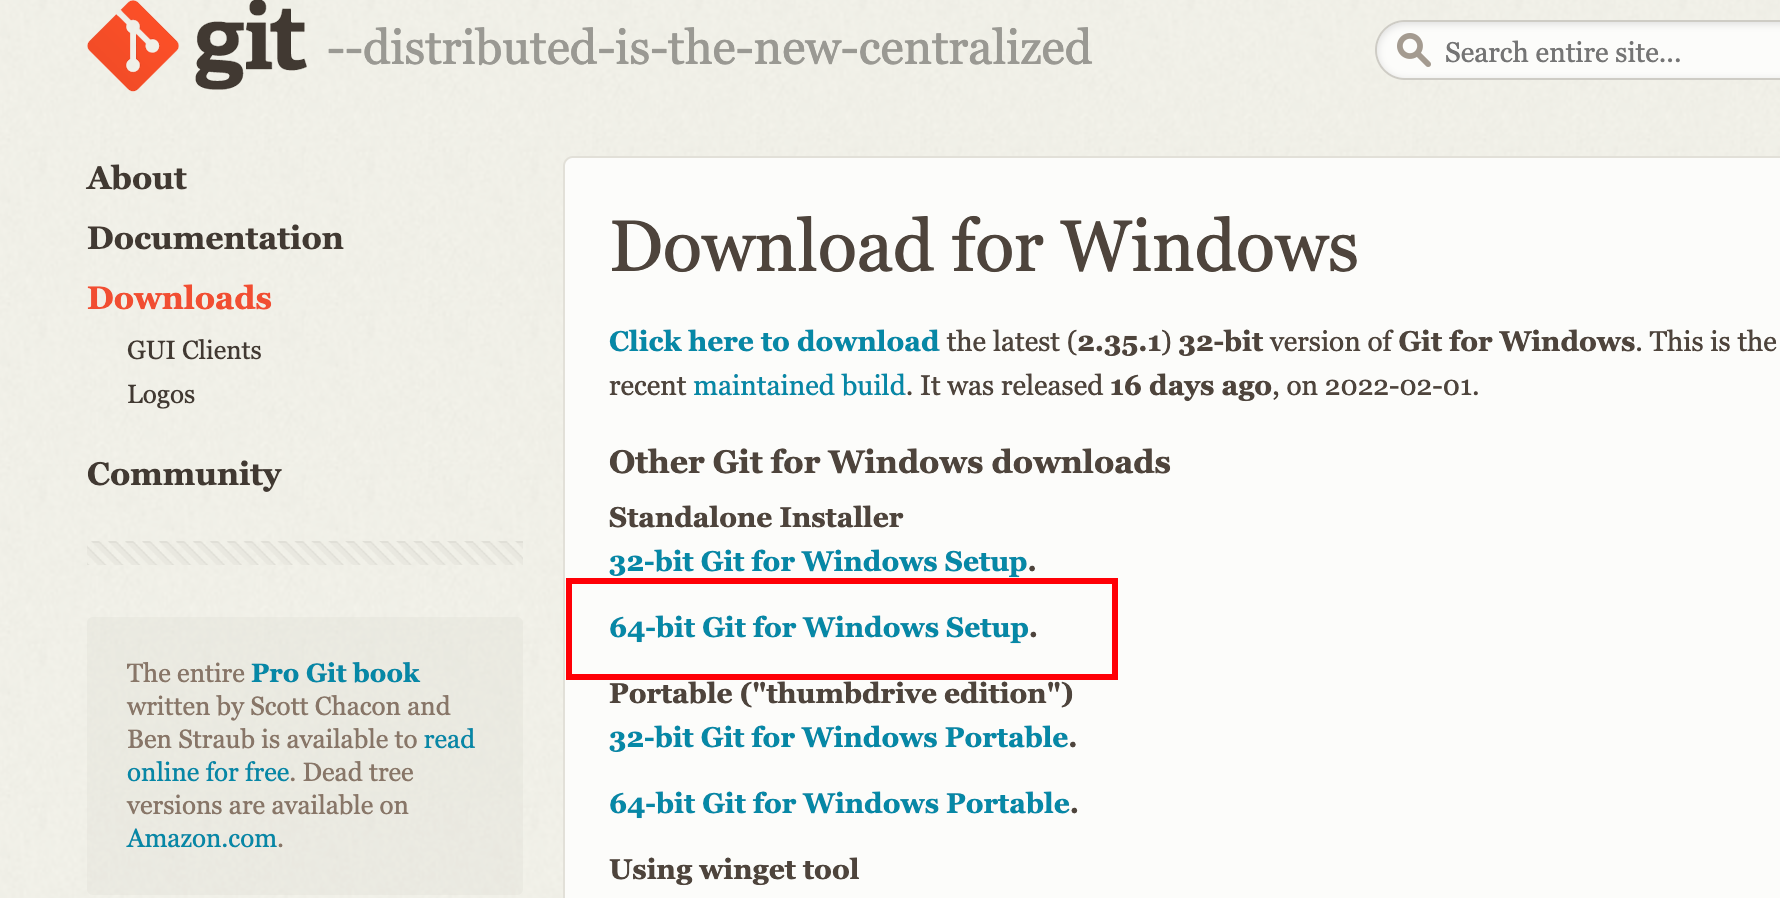 git --distributed-is-the-new-centralized
Search entire site...
About
Documentation
Downloads
GUI Clients
Logos
Community
The entire Pro Git book
written by Scott Chacon and
Ben Straub is available to read
online for free. Dead tree
versions are available on
Amazon.com.
Download for Windows
Click here to download the latest (2.35.1) 32-bit version of Git for Windows. This is the
recent maintained build. It was released 16 days ago, on 2022-02-01.
Other Git for Windows downloads
Standalone Installer
32-bit Git for Windows Setup.
64-bit Git for Windows Setup.
Portable ("thumbdrive edition")
32-bit Git for Windows Portable.
64-bit Git for Windows Portable.
Using winget tool